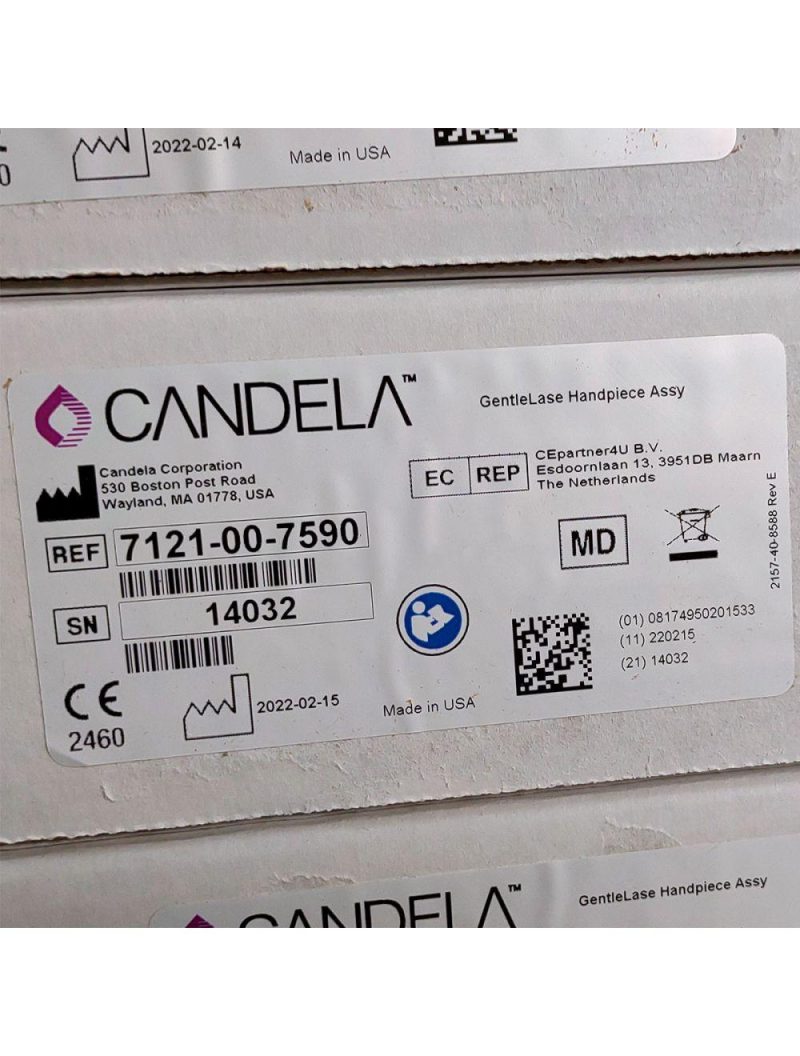 2022-02-14
Made in USA
CANDELA™
GentleLase Handpiece Assy
Candela Corporation
530 Boston Post Road
Wayland, MA 01778, USA
EC REP
CEpartner4U B.V.
Esdoornlaan 13, 3951DB Maarn
The Netherlands
REF 7121-00-7590
MD
2157-40-8588 Rev E
SN 14032
(01) 08174950201533
(11) 220215
(21) 14032
CE
2460
2022-02-15
Made in USA
CANDELA™
GentleLase Handpiece Assy